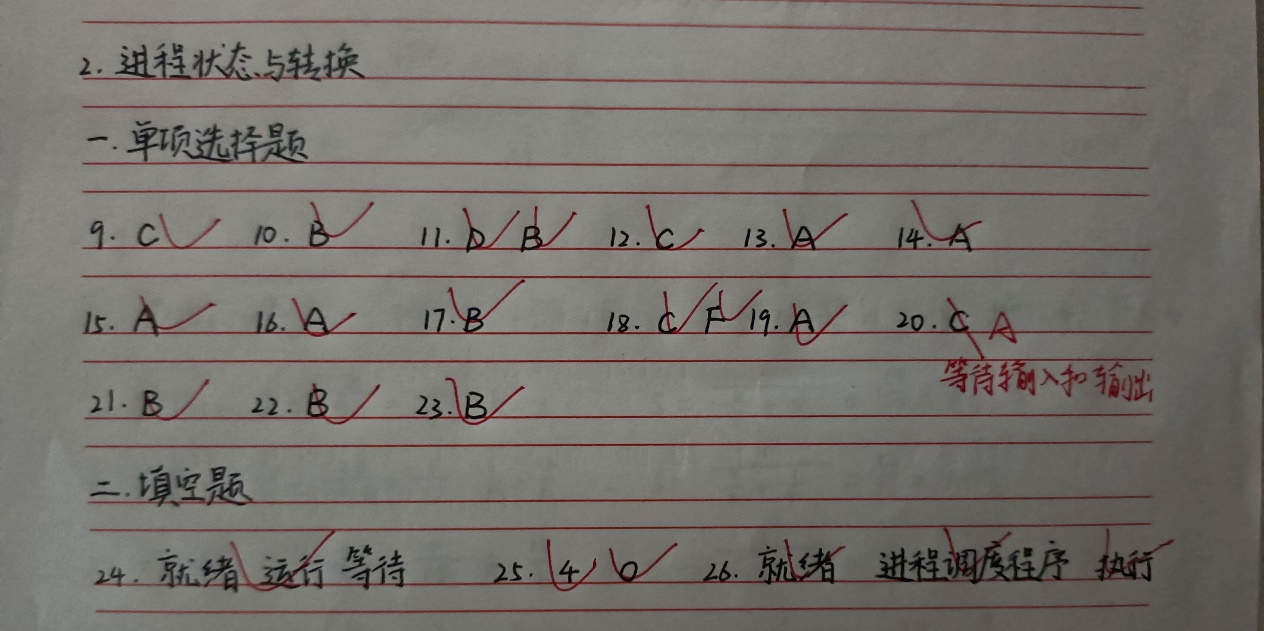 2. 进程状态与转换
一. 单项选择题
9. C 10. B 11. D B 12. C 13. A 14. A
15. A 16. A 17. B 18. C F 19. A 20. C A
等待输入和输出
21. B 22. B 23. B
二. 填空题
24. 就绪 运行 等待 25. 4 0 26. 就绪 进程调度程序 执行